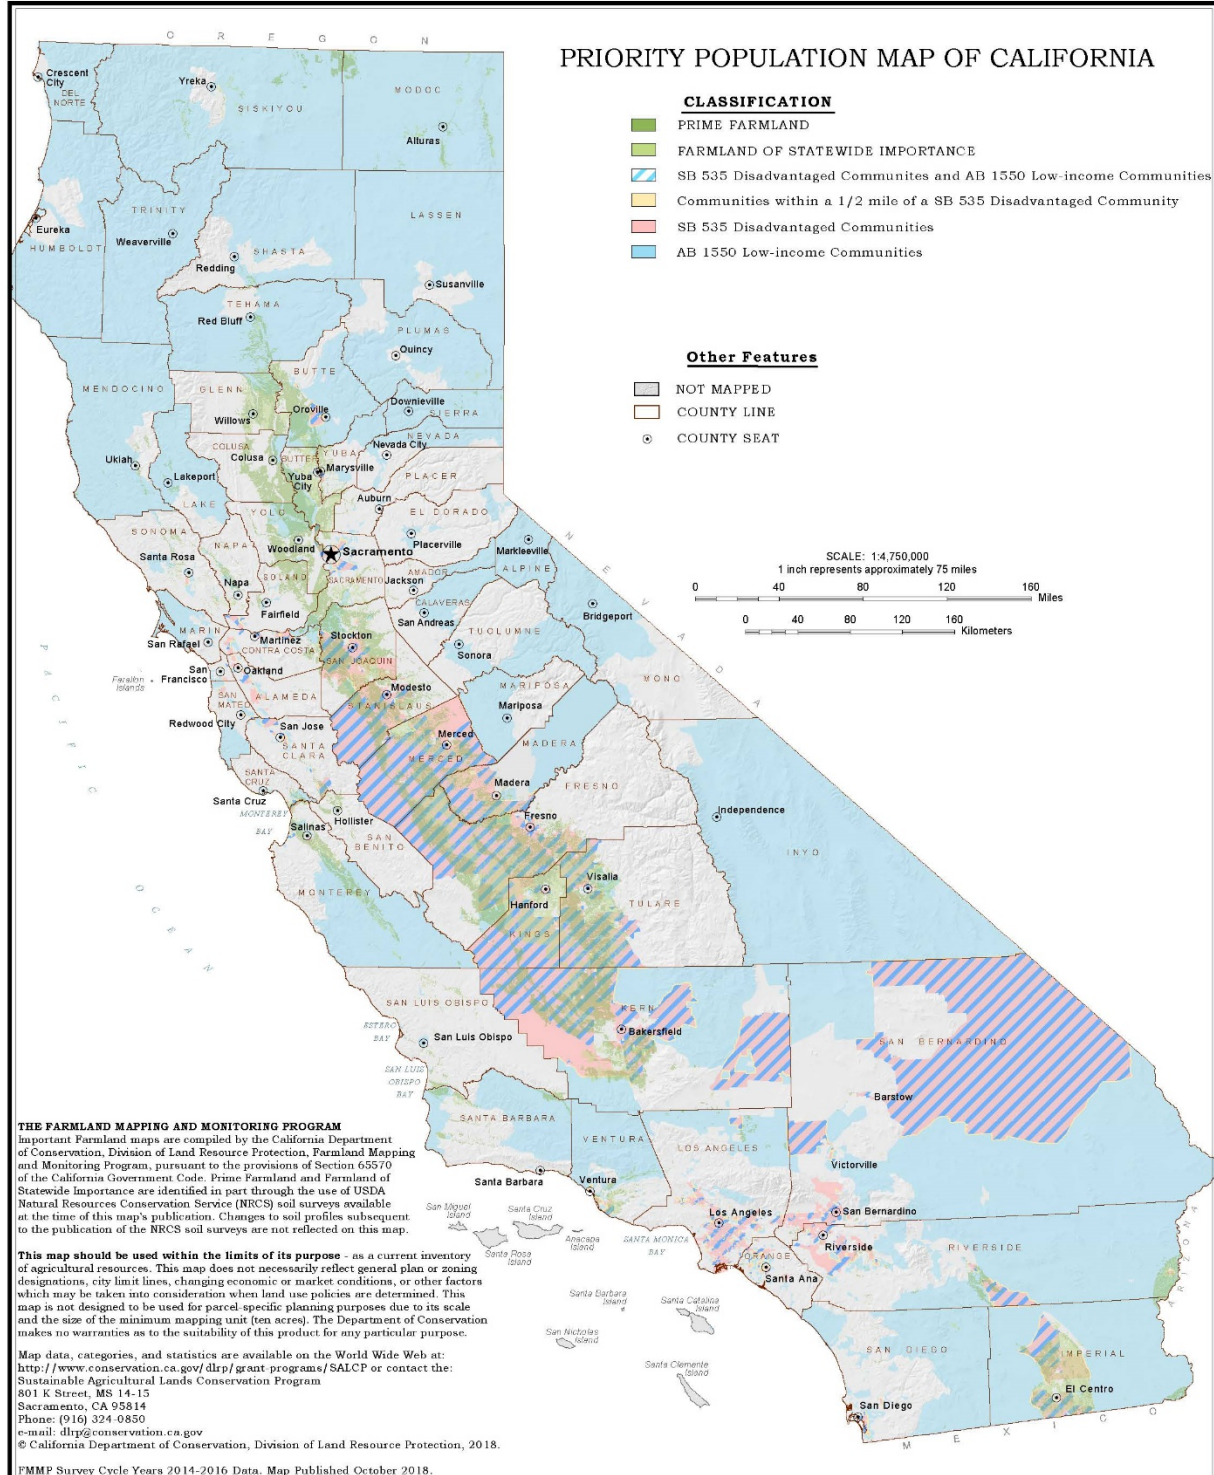 PRIORITY POPULATION MAP OF CALIFORNIA
CLASSIFICATION
PRIME FARMLAND
FARMLAND OF STATEWIDE IMPORTANCE
SB 535 Disadvantaged Communites and AB 1550 Low-income Communities
Communities within a 1/2 mile of a SB 535 Disadvantaged Community
SB 535 Disadvantaged Communities
AB 1550 Low-income Communities
Other Features
NOT MAPPED
COUNTY LINE
COUNTY SEAT
SCALE: 1:4,750,000
1 inch represents approximately 75 miles
0 40 80 120 160 Miles
0 40 80 120 160 Kilometers
OREGON
NEVADA
ARIZONA
MEXICO
PACIFIC OCEAN
Crescent City
DEL NORTE
Yreka
SISKIYOU
MODOC
Alturas
Eureka
HUMBOLDT
TRINITY
Weaverville
SHASTA
Redding
LASSEN
Susanville
TEHAMA
Red Bluff
PLUMAS
Quincy
MENDOCINO
GLENN
BUTTE
Willows
Oroville
Downieville
SIERRA
COLUSA
Colusa
SUTTER
YUBA
NEVADA
Nevada City
Ukiah
Lakeport
Yuba City
Marysville
PLACER
LAKE
Auburn
YOLO
EL DORADO
SONOMA
NAPA
Woodland
Sacramento
Placerville
Markleeville
Santa Rosa
ALPINE
Napa
SOLANO
SACRAMENTO
AMADOR
Jackson
Fairfield
CALAVERAS
San Andreas
Bridgeport
MARIN
Martinez
Stockton
TUOLUMNE
San Rafael
CONTRA COSTA
SAN JOAQUIN
Sonora
San Francisco
Oakland
Farallon Islands
MONO
SAN MATEO
ALAMEDA
Modesto
MARIPOSA
STANISLAUS
Redwood City
San Jose
Mariposa
SANTA CLARA
Merced
MERCED
MADERA
SANTA CRUZ
Madera
FRESNO
Santa Cruz
MONTEREY BAY
Hollister
Fresno
Independence
Salinas
SAN BENITO
INYO
MONTEREY
Visalia
Hanford
TULARE
KINGS
SAN LUIS OBISPO
KERN
ESTERO BAY
San Luis Obispo
Bakersfield
SAN BERNARDINO
SAN LUIS OBISPO BAY
Barstow
SANTA BARBARA
VENTURA
LOS ANGELES
Victorville
Santa Barbara
Ventura
San Miguel Island
Santa Cruz Island
Santa Rosa Island
Anacapa Island
SANTA MONICA BAY
Los Angeles
San Bernardino
Riverside
RIVERSIDE
ORANGE
Santa Ana
Santa Barbara Island
Santa Catalina Island
San Nicholas Island
Santa Clemente Island
SAN DIEGO
IMPERIAL
El Centro
San Diego
THE FARMLAND MAPPING AND MONITORING PROGRAM
Important Farmland maps are compiled by the California Department
of Conservation, Division of Land Resource Protection, Farmland Mapping
and Monitoring Program, pursuant to the provisions of Section 65570
of the California Government Code. Prime Farmland and Farmland of
Statewide Importance are identified in part through the use of USDA
Natural Resources Conservation Service (NRCS) soil surveys available
at the time of this map's publication. Changes to soil profiles subsequent
to the publication of the NRCS soil surveys are not reflected on this map.
This map should be used within the limits of its purpose - as a current inventory
of agricultural resources. This map does not necessarily reflect general plan or zoning
designations, city limit lines, changing economic or market conditions, or other factors
which may be taken into consideration when land use policies are determined. This
map is not designed to be used for parcel-specific planning purposes due to its scale
and the size of the minimum mapping unit (ten acres). The Department of Conservation
makes no warranties as to the suitability of this product for any particular purpose.
Map data, categories, and statistics are available on the World Wide Web at:
http://www.conservation.ca.gov/dlrp/grant-programs/SALCP or contact the:
Sustainable Agricultural Lands Conservation Program
801 K Street, MS 14-15
Sacramento, CA 95814
Phone: (916) 324-0850
e-mail: dlrp@conservation.ca.gov
© California Department of Conservation, Division of Land Resource Protection, 2018.
FMMP Survey Cycle Years 2014-2016 Data. Map Published October 2018.